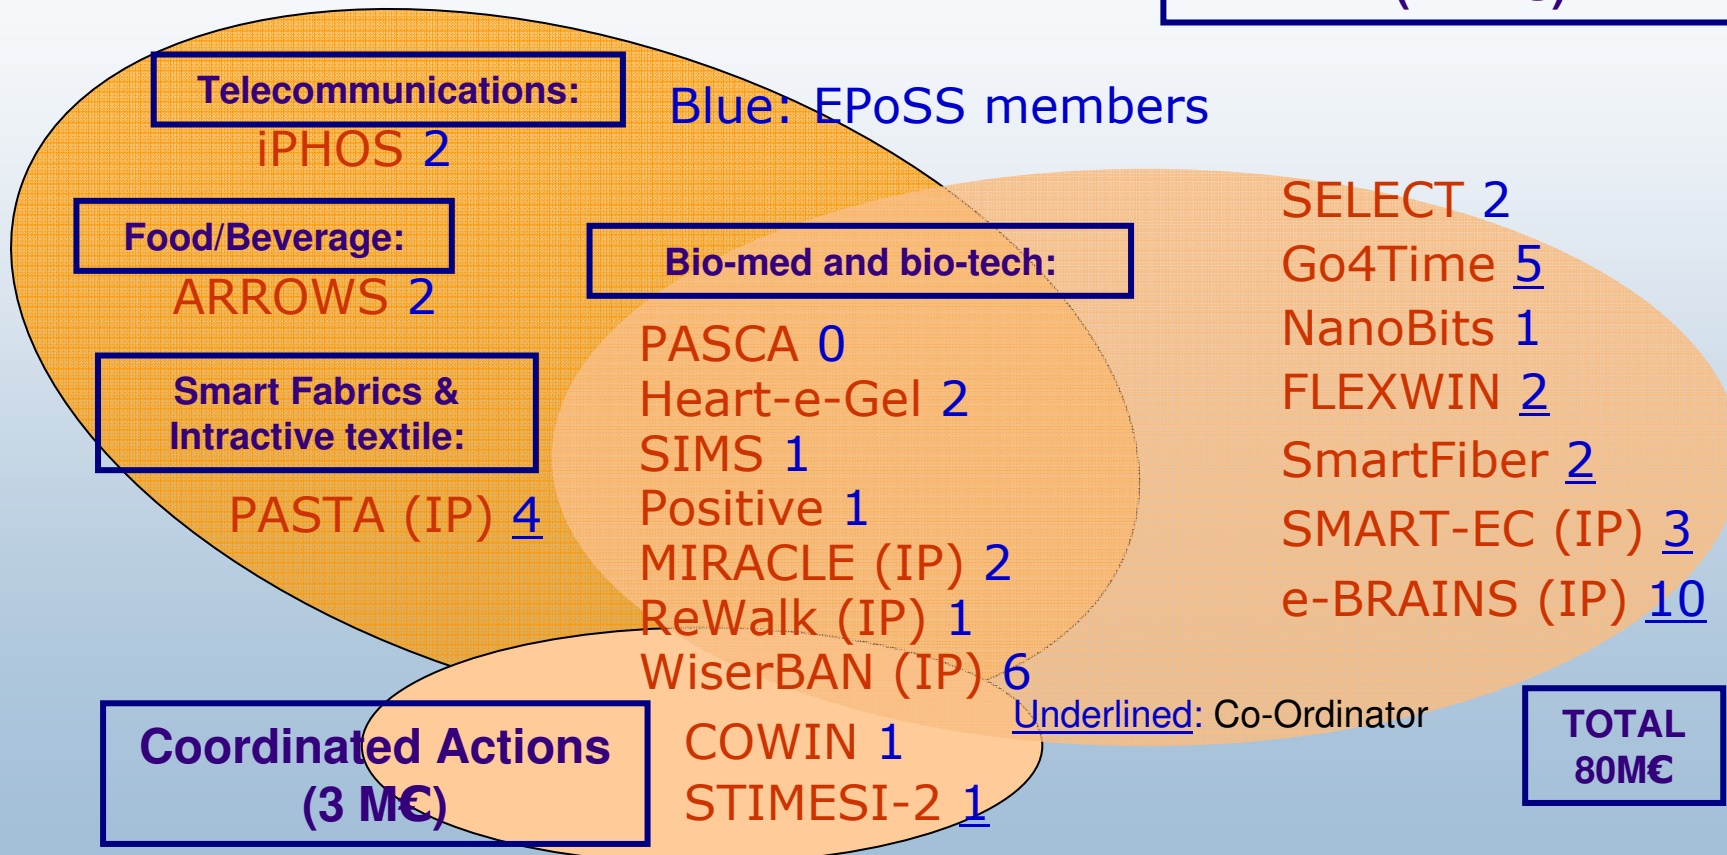 Telecommunications:
iPHOS 2
Blue: EPoSS members
Food/Beverage:
ARROWS 2
Smart Fabrics &
Intractive textile:
PASTA (IP) 4
Bio-med and bio-tech:
PASCA 0
Heart-e-Gel 2
SIMS 1
Positive 1
MIRACLE (IP) 2
ReWalk (IP) 1
WiserBAN (IP) 6
SELECT 2
Go4Time 5
NanoBits 1
FLEXWIN 2
SmartFiber 2
SMART-EC (IP) 3
e-BRAINS (IP) 10
Underlined: Co-Ordinator
Coordinated Actions
(3 M€)
COWIN 1
STIMESI-2 1
TOTAL
80M€